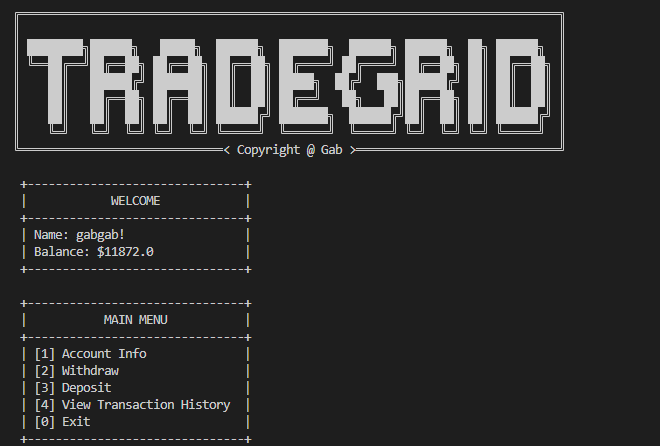 TRADEGRID
< Copyright @ Gab >
WELCOME
Name: gabgab!
Balance: $11872.0
MAIN MENU
[1] Account Info
[2] Withdraw
[3] Deposit
[4] View Transaction History
[0] Exit